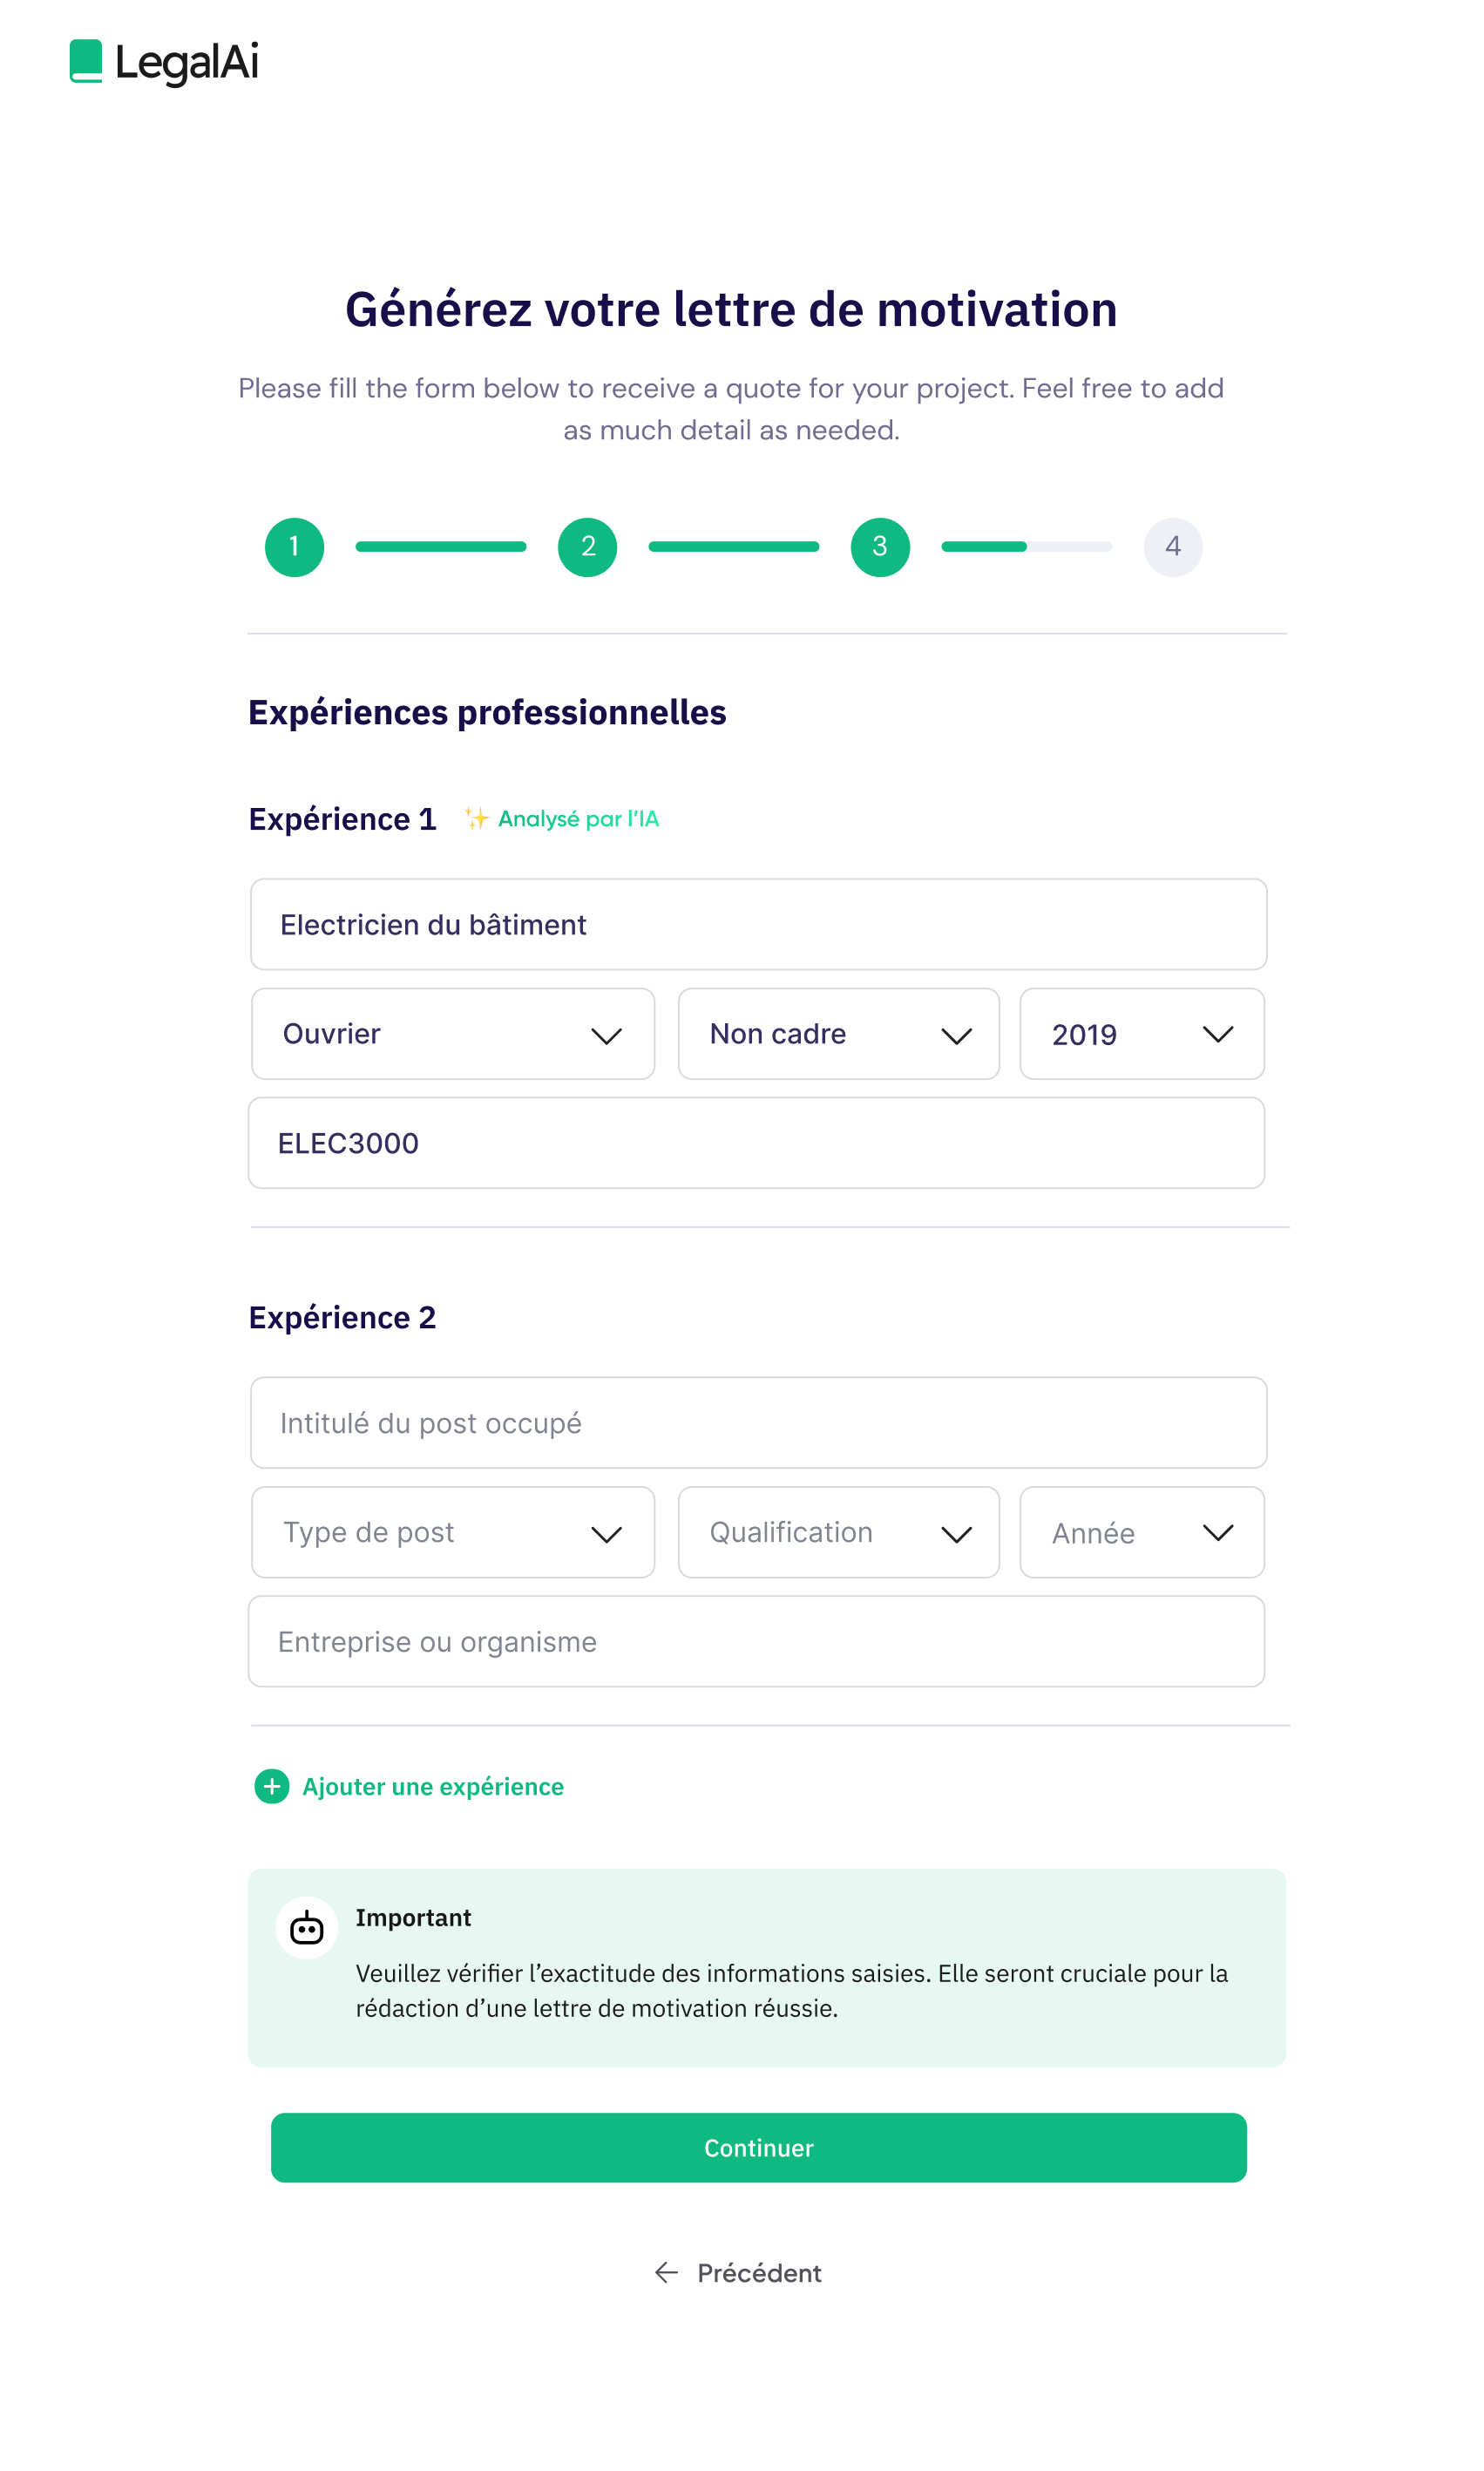 LegalAi
Générez votre lettre de motivation
Please fill the form below to receive a quote for your project. Feel free to add
as much detail as needed.
1 2 3 4
Expériences professionnelles
Expérience 1 ✨ Analysé par l’IA
Electricien du bâtiment
Ouvrier Non cadre 2019
ELEC3000
Expérience 2
Intitulé du post occupé
Type de post Qualification Année
Entreprise ou organisme
Ajouter une expérience
Important
Veuillez vérifier l’exactitude des informations saisies. Elle seront cruciale pour la
rédaction d’une lettre de motivation réussie.
Continuer
Précédent